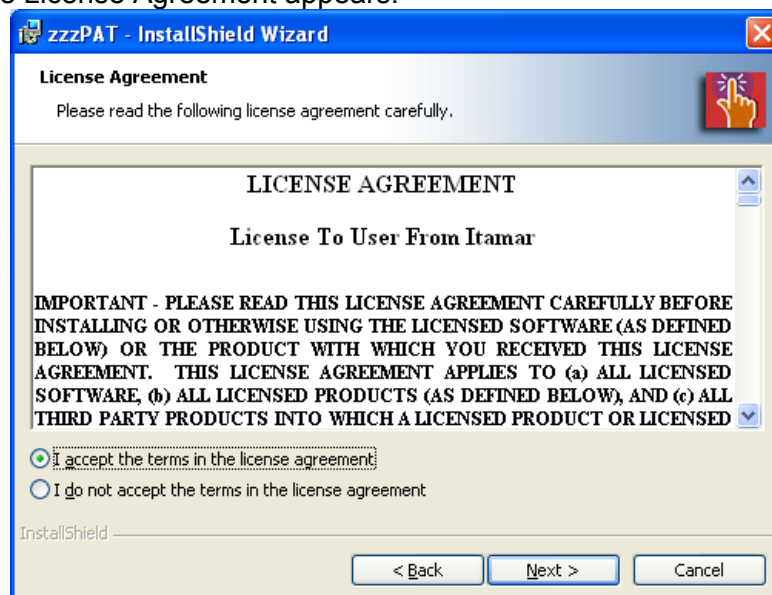 License Agreement appears.
zzzPAT - InstallShield Wizard
License Agreement
Please read the following license agreement carefully.
LICENSE AGREEMENT
License To User From Itamar
IMPORTANT - PLEASE READ THIS LICENSE AGREEMENT CAREFULLY BEFORE
INSTALLING OR OTHERWISE USING THE LICENSED SOFTWARE (AS DEFINED
BELOW) OR THE PRODUCT WITH WHICH YOU RECEIVED THIS LICENSE
AGREEMENT. THIS LICENSE AGREEMENT APPLIES TO (a) ALL LICENSED
SOFTWARE, (b) ALL LICENSED PRODUCTS (AS DEFINED BELOW), AND (c) ALL
THIRD PARTY PRODUCTS INTO WHICH A LICENSED PRODUCT OR LICENSED
I accept the terms in the license agreement
I do not accept the terms in the license agreement
InstallShield
< Back Next > Cancel